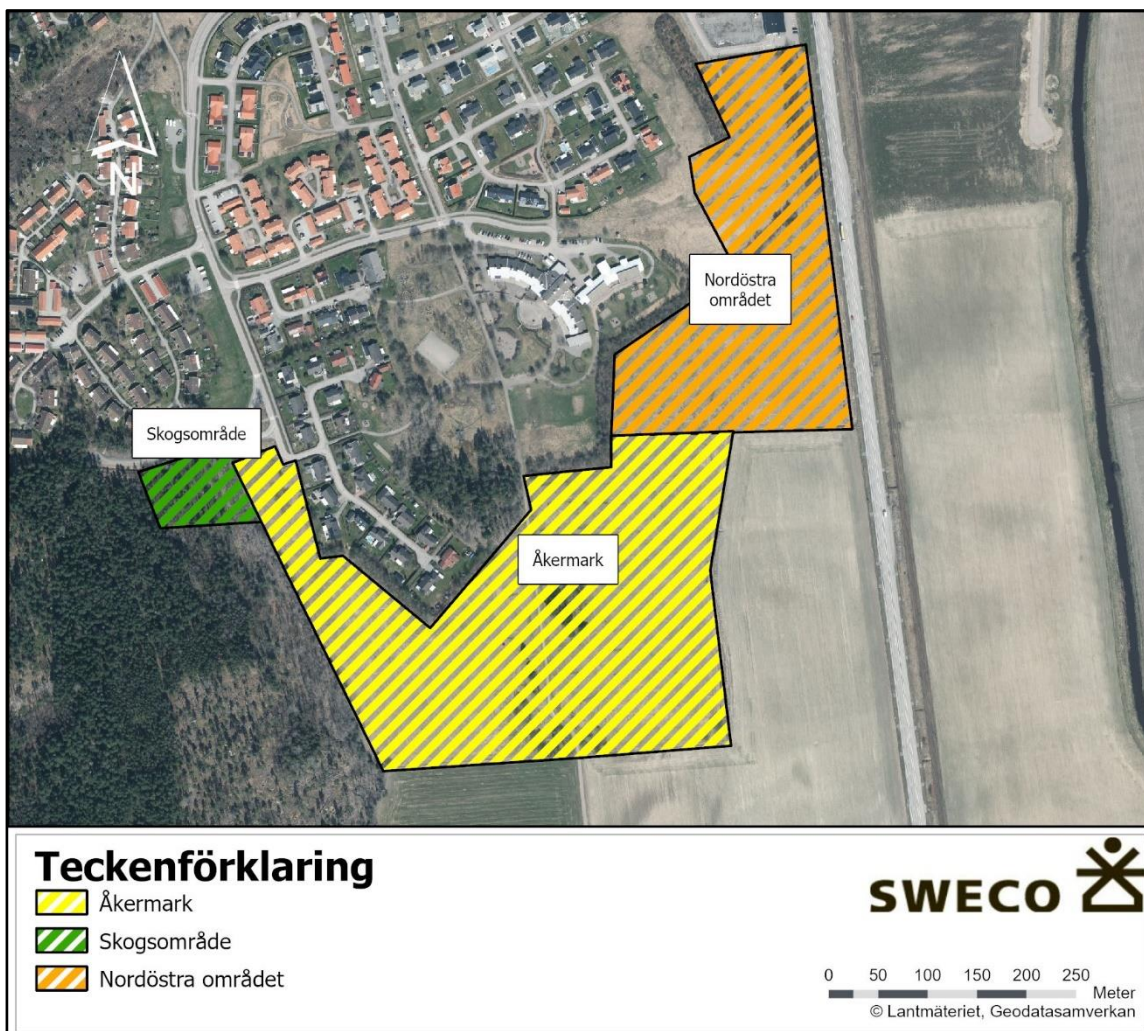 N
Nordöstra
området
Skogsområde
Åkermark
Teckenförklaring
Åkermark
Skogsområde
Nordöstra området
SWECO
0 50 100 150 200 250
Meter
© Lantmäteriet, Geodatasamverkan